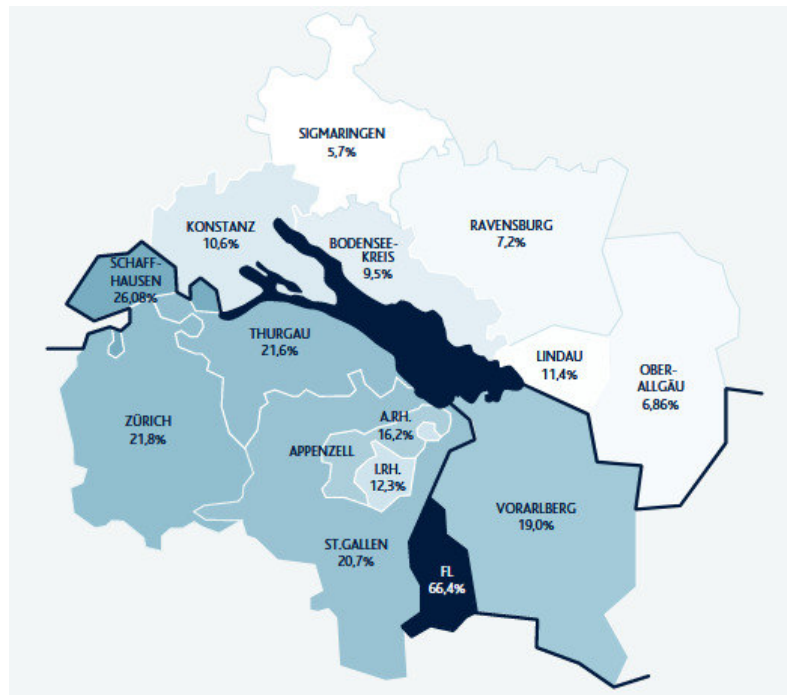 SIGMARINGEN
5,7%
KONSTANZ
10,6%
BODENSEE-
KREIS
9,5%
RAVENSBURG
7,2%
SCHAFF-
HAUSEN
26,08%
THURGAU
21,6%
LINDAU
11,4%
OBER-
ALLGÄU
6,86%
ZÜRICH
21,8%
A.RH.
16,2%
APPENZELL
I.RH.
12,3%
VORARLBERG
19,0%
ST.GALLEN
20,7%
FL
66,4%